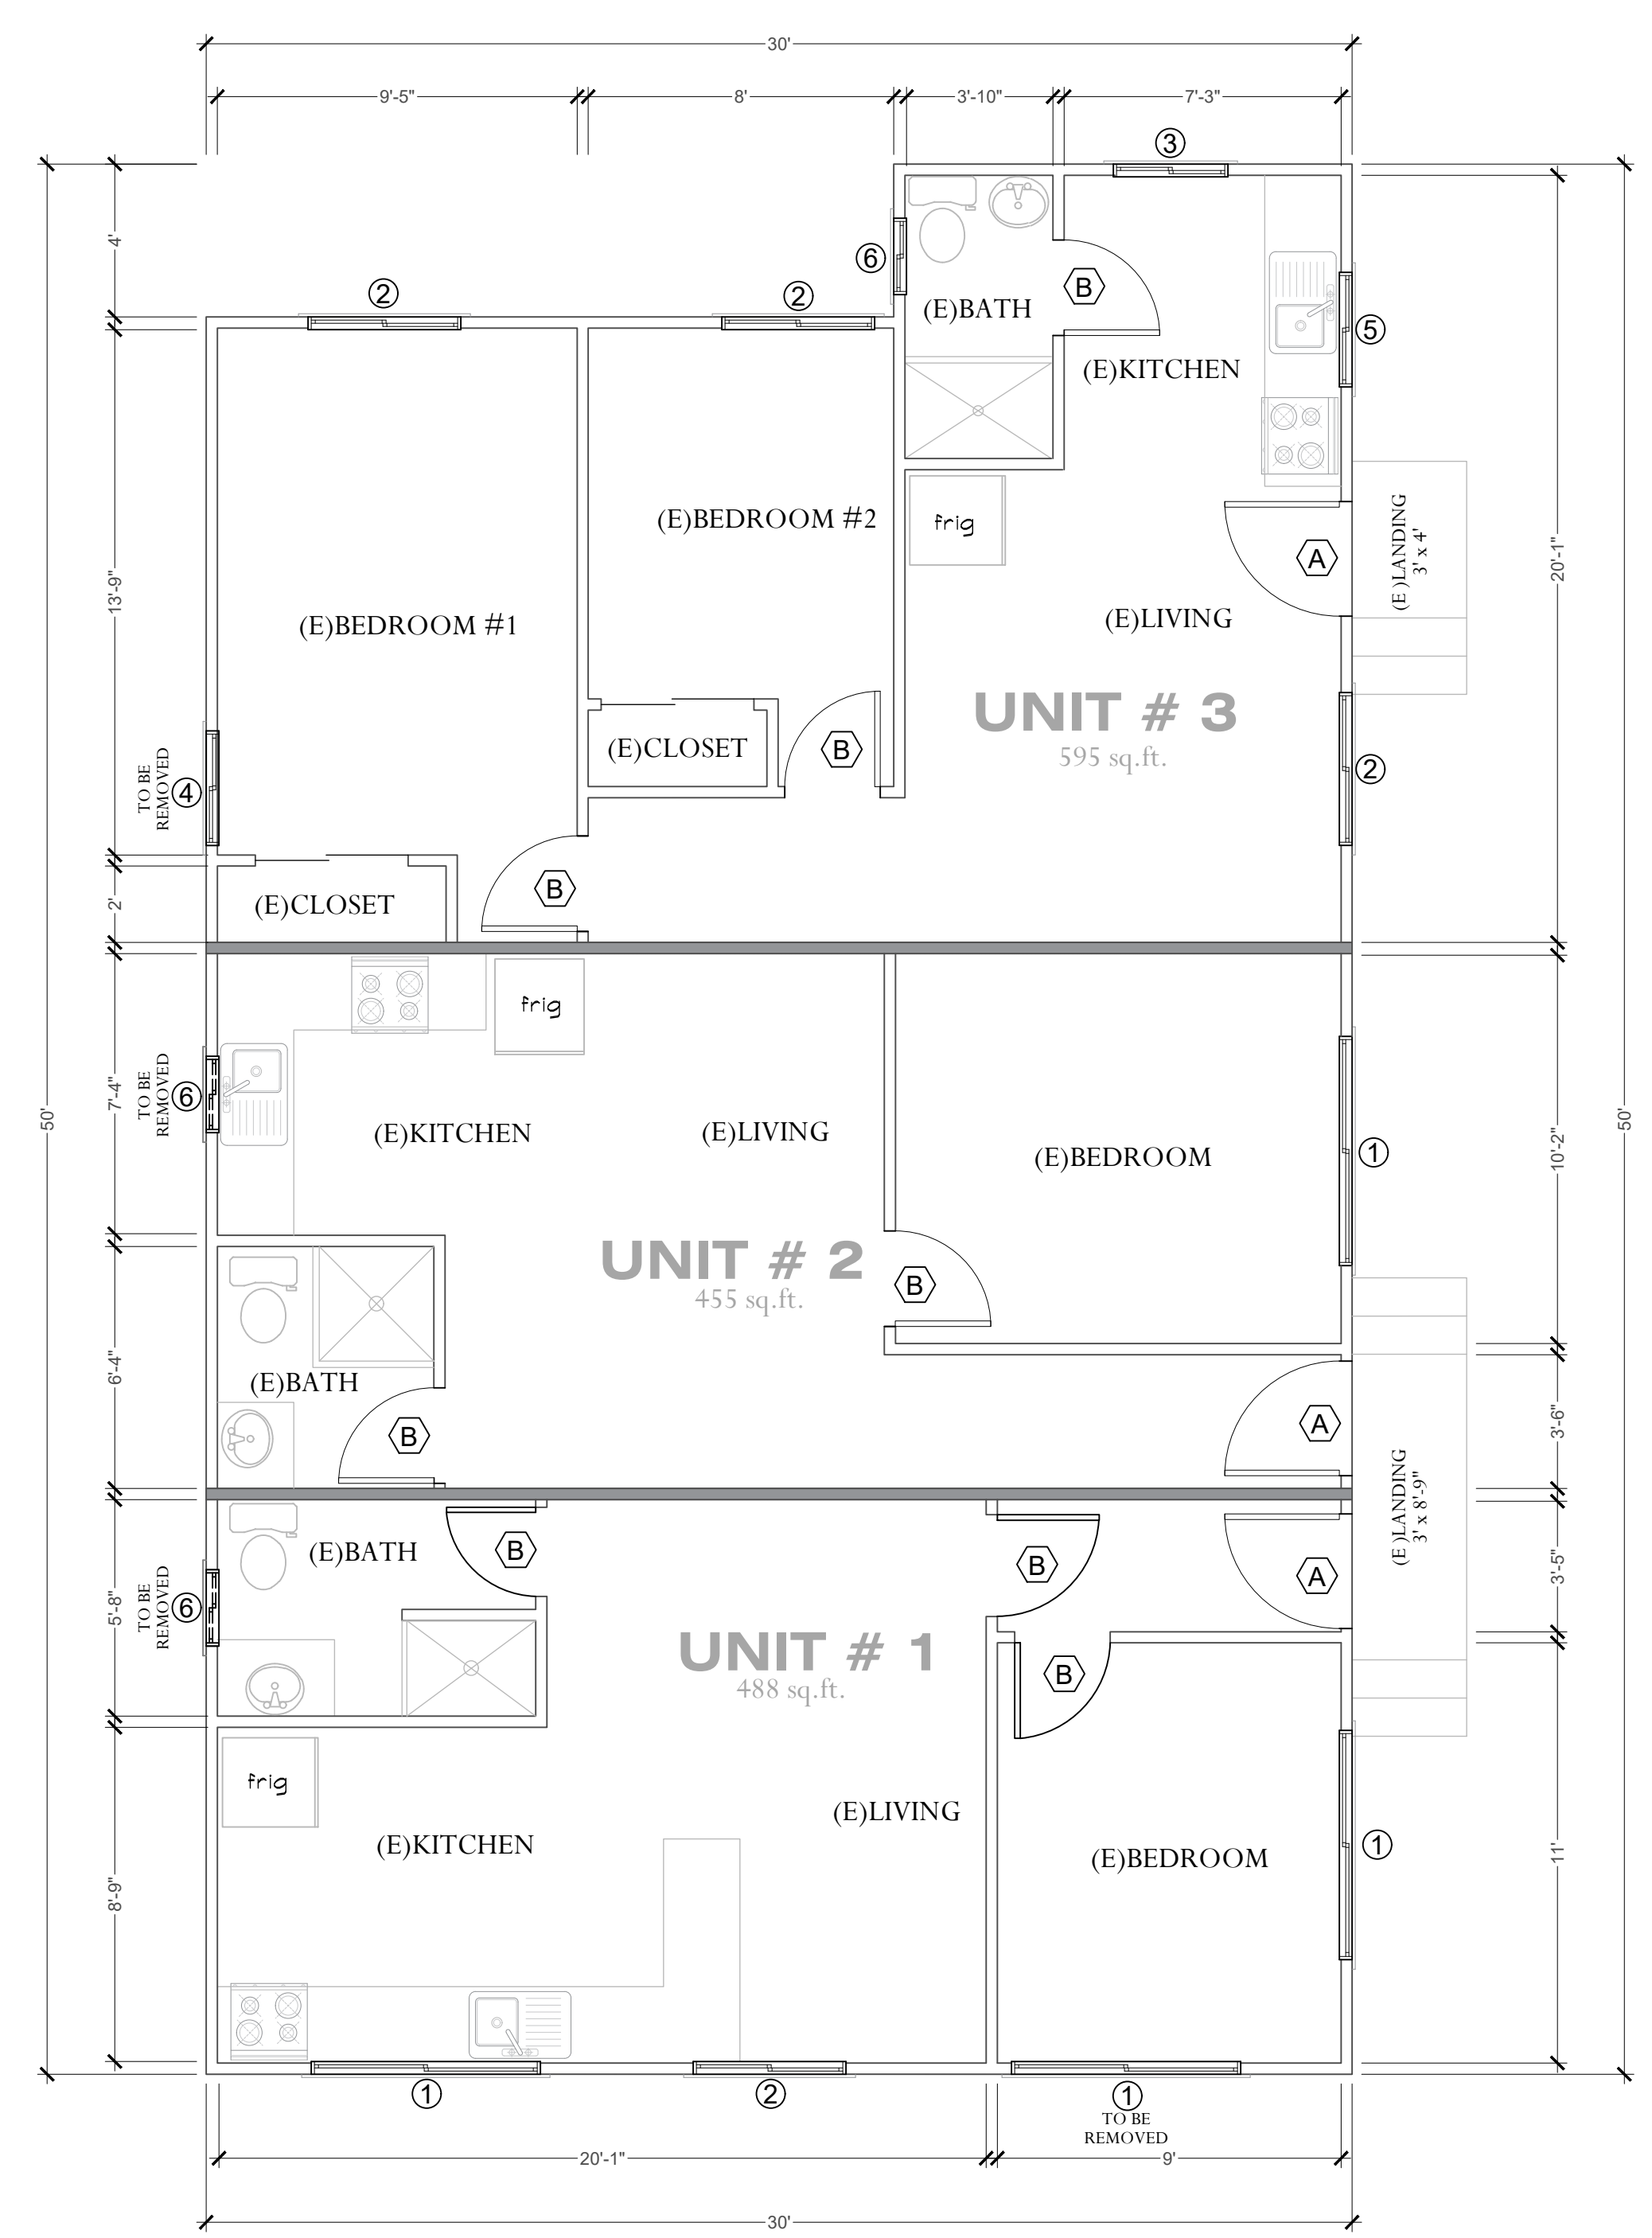 30'
9'-5"
8'
3'-10"
7'-3"
3
4'
6
B
2
2
(E)BATH
5
(E)KITCHEN
(E)BEDROOM #2
frig
A
(E )LANDING
3' x 4'
20'-1"
13'-9"
(E)BEDROOM #1
(E)LIVING
UNIT # 3
595 sq.ft.
(E)CLOSET
B
2
TO BE
REMOVED
4
B
2'
(E)CLOSET
frig
50'
7'-4"
TO BE
REMOVED
6
(E)KITCHEN
(E)LIVING
(E)BEDROOM
1
10'-2"
50'
UNIT # 2
455 sq.ft.
B
6'-4"
(E)BATH
B
A
3'-6"
(E )LANDING
3' x 8'-9"
(E)BATH
B
B
A
3'-5"
5'-8"
TO BE
REMOVED
6
UNIT # 1
488 sq.ft.
B
frig
(E)LIVING
(E)KITCHEN
(E)BEDROOM
1
11'
8'-9"
1
2
1
TO BE
REMOVED
20'-1"
9'
30'